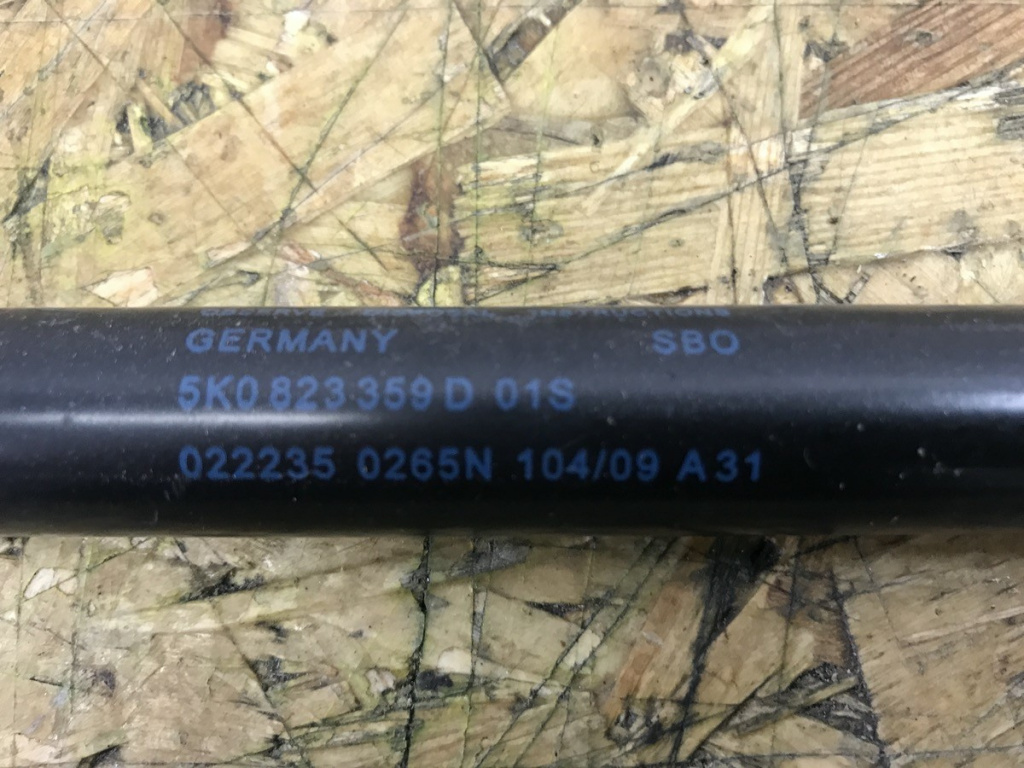 INSTRUCTIONS
GERMANY SBO
5K0 823 359 D 01S
022235 0265N 104/09 A31